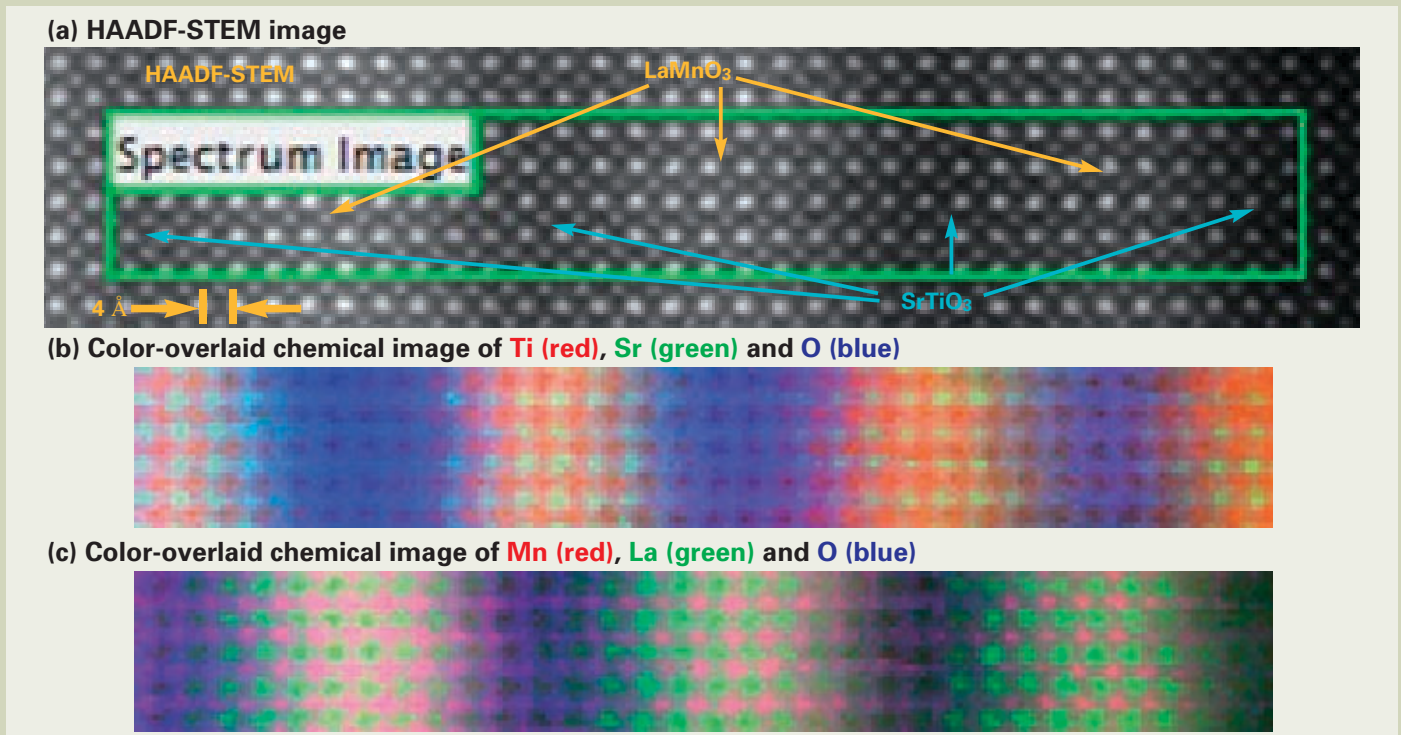 (a) HAADF-STEM image
HAADF-STEM
LaMnO3
Spectrum Image
4 Å
SrTiO3
(b) Color-overlaid chemical image of Ti (red), Sr (green) and O (blue)
(c) Color-overlaid chemical image of Mn (red), La (green) and O (blue)